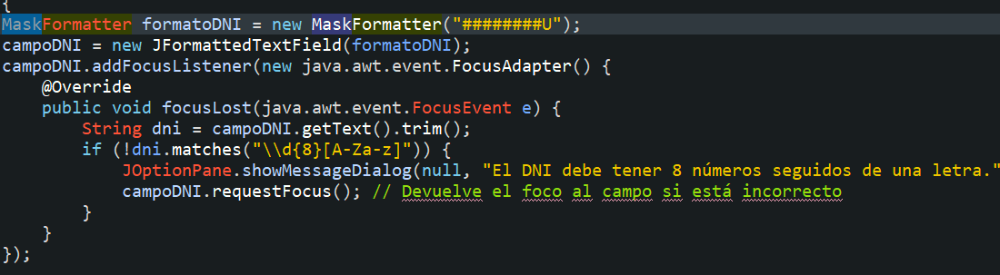 {
MaskFormatter formatoDNI = new MaskFormatter("########U");
campoDNI = new JFormattedTextField(formatoDNI);
campoDNI.addFocusListener(new java.awt.event.FocusAdapter() {
@Override
public void focusLost(java.awt.event.FocusEvent e) {
String dni = campoDNI.getText().trim();
if (!dni.matches("\\d{8}[A-Za-z]")) {
JOptionPane.showMessageDialog(null, "El DNI debe tener 8 números seguidos de una letra."
campoDNI.requestFocus(); // Devuelve el foco al campo si está incorrecto
}
}
});